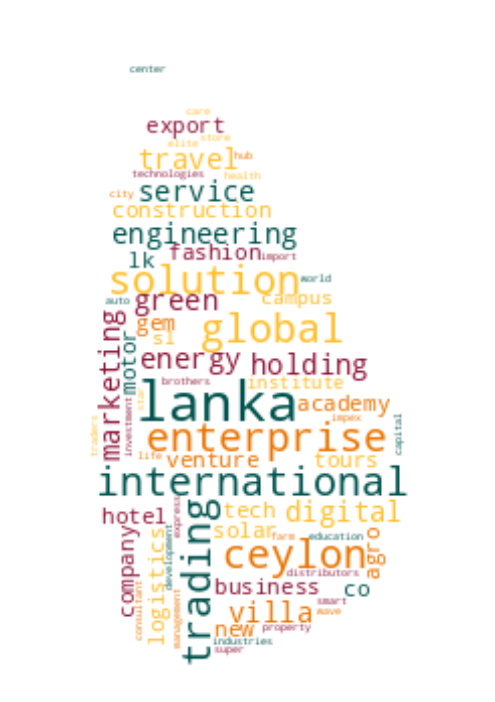 center
care
export
store
elite
travel
hub
technologies
health
city
service
construction
engineering
fashion
import
lk
solution
world
auto
green
campus
gem
global
sl
marketing
motor
energy
holding
brothers
institute
lanka
star
academy
investment
impex
traders
capital
enterprise
life
venture
tours
international
hotel
express
tech
digital
trading
solar
farm
education
company
logistics
development
ceylon
agro
distributors
business
co
consultant
management
villa
smart
wave
new
property
industries
super